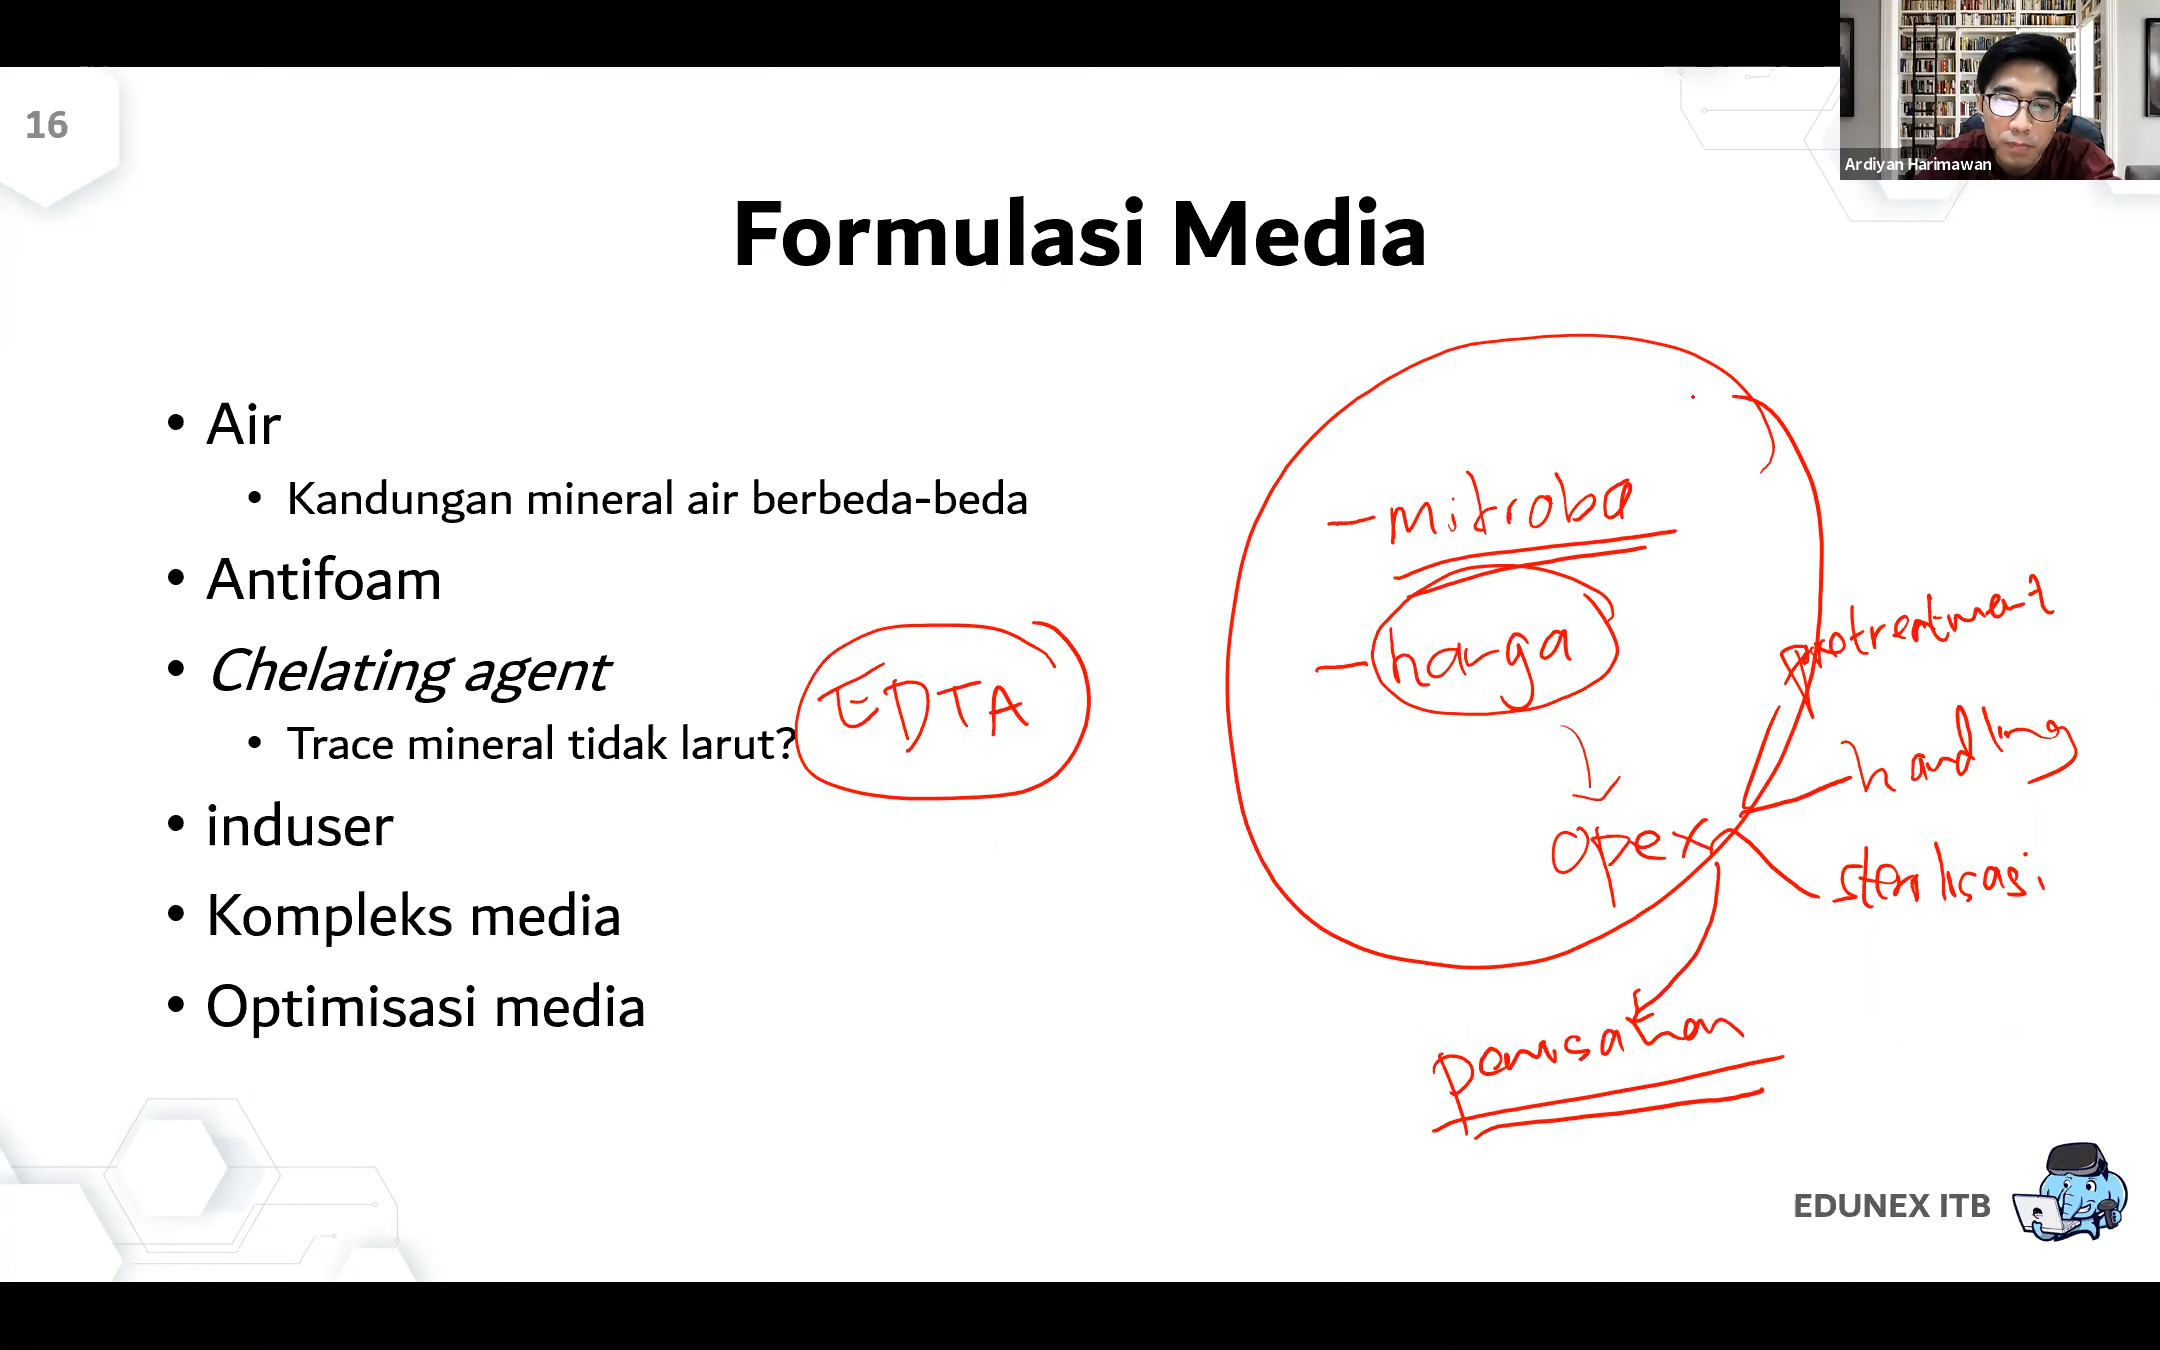 16
Ardiyan Harimawan
Formulasi Media
• Air
• Kandungan mineral air berbeda-beda
• Antifoam
• Chelating agent
• Trace mineral tidak larut?
EDTA
• induser
• Kompleks media
• Optimisasi media
- mikroba
- harga
opex
pretreatment
handling
sterilisasi
pemisahan
EDUNEX ITB